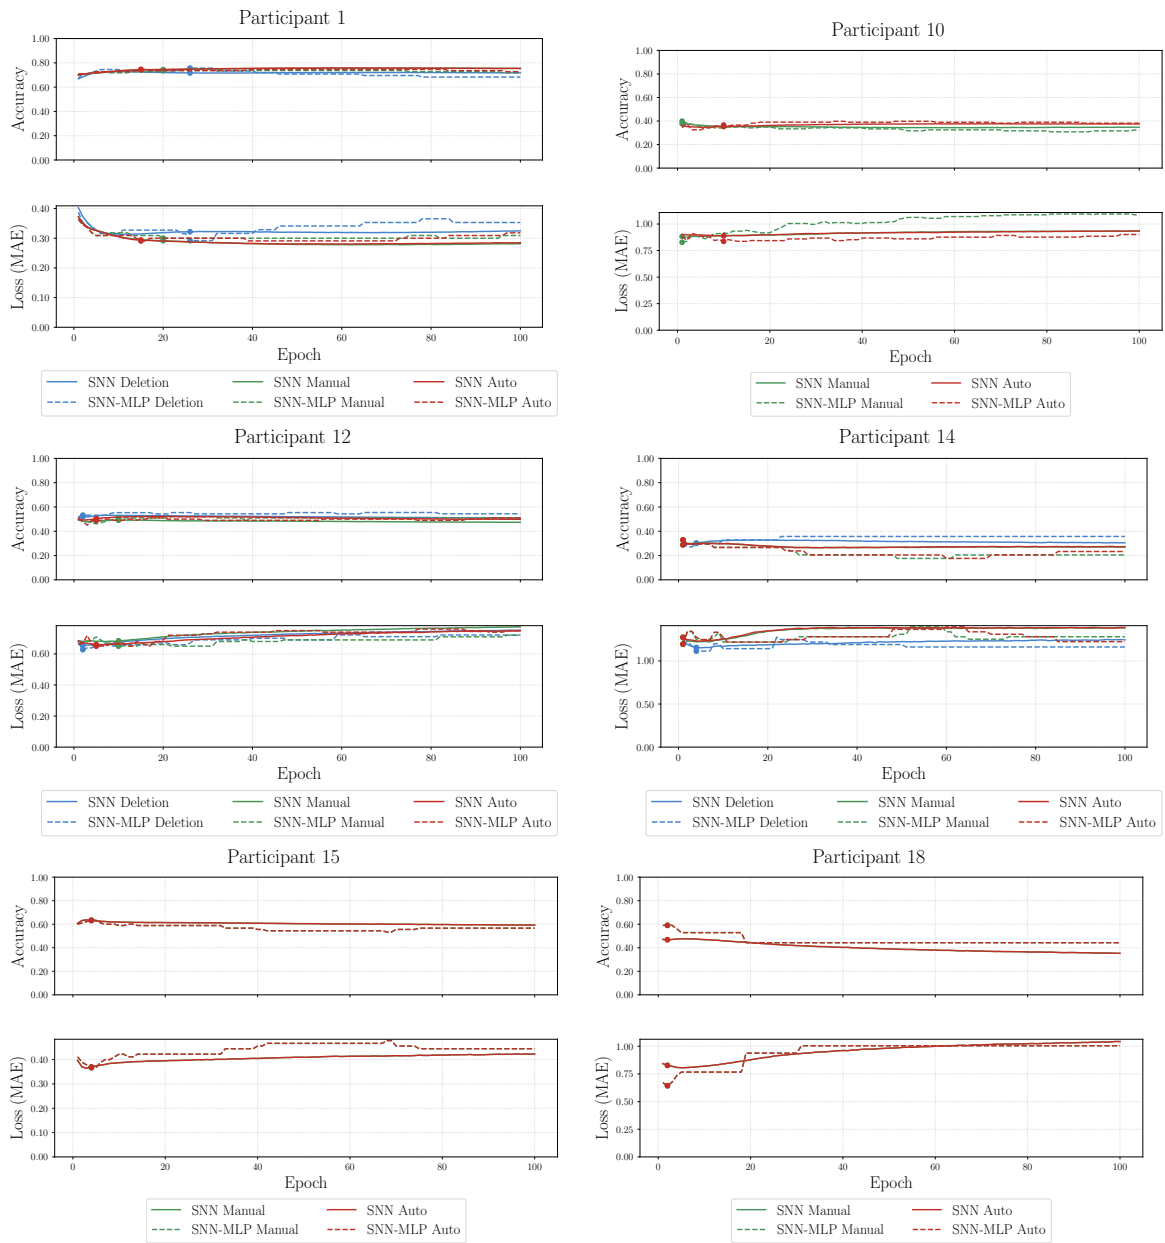 Participant 1
Accuracy
1.00
0.80
0.60
0.40
0.20
0.00
Loss (MAE)
0.40
0.30
0.20
0.10
0.00
0 20 40 60 80 100
Epoch
SNN Deletion SNN Manual SNN Auto
SNN-MLP Deletion SNN-MLP Manual SNN-MLP Auto
Participant 10
Accuracy
1.00
0.80
0.60
0.40
0.20
0.00
Loss (MAE)
1.00
0.75
0.50
0.25
0.00
0 20 40 60 80 100
Epoch
SNN Manual SNN Auto
SNN-MLP Manual SNN-MLP Auto
Participant 12
Accuracy
1.00
0.80
0.60
0.40
0.20
0.00
Loss (MAE)
0.60
0.40
0.20
0.00
0 20 40 60 80 100
Epoch
SNN Deletion SNN Manual SNN Auto
SNN-MLP Deletion SNN-MLP Manual SNN-MLP Auto
Participant 14
Accuracy
1.00
0.80
0.60
0.40
0.20
0.00
Loss (MAE)
1.00
0.50
0.00
0 20 40 60 80 100
Epoch
SNN Deletion SNN Manual SNN Auto
SNN-MLP Deletion SNN-MLP Manual SNN-MLP Auto
Participant 15
Accuracy
1.00
0.80
0.60
0.40
0.20
0.00
Loss (MAE)
0.40
0.30
0.20
0.10
0.00
0 20 40 60 80 100
Epoch
SNN Manual SNN Auto
SNN-MLP Manual SNN-MLP Auto
Participant 18
Accuracy
1.00
0.80
0.60
0.40
0.20
0.00
Loss (MAE)
1.00
0.75
0.50
0.25
0.00
0 20 40 60 80 100
Epoch
SNN Manual SNN Auto
SNN-MLP Manual SNN-MLP Auto